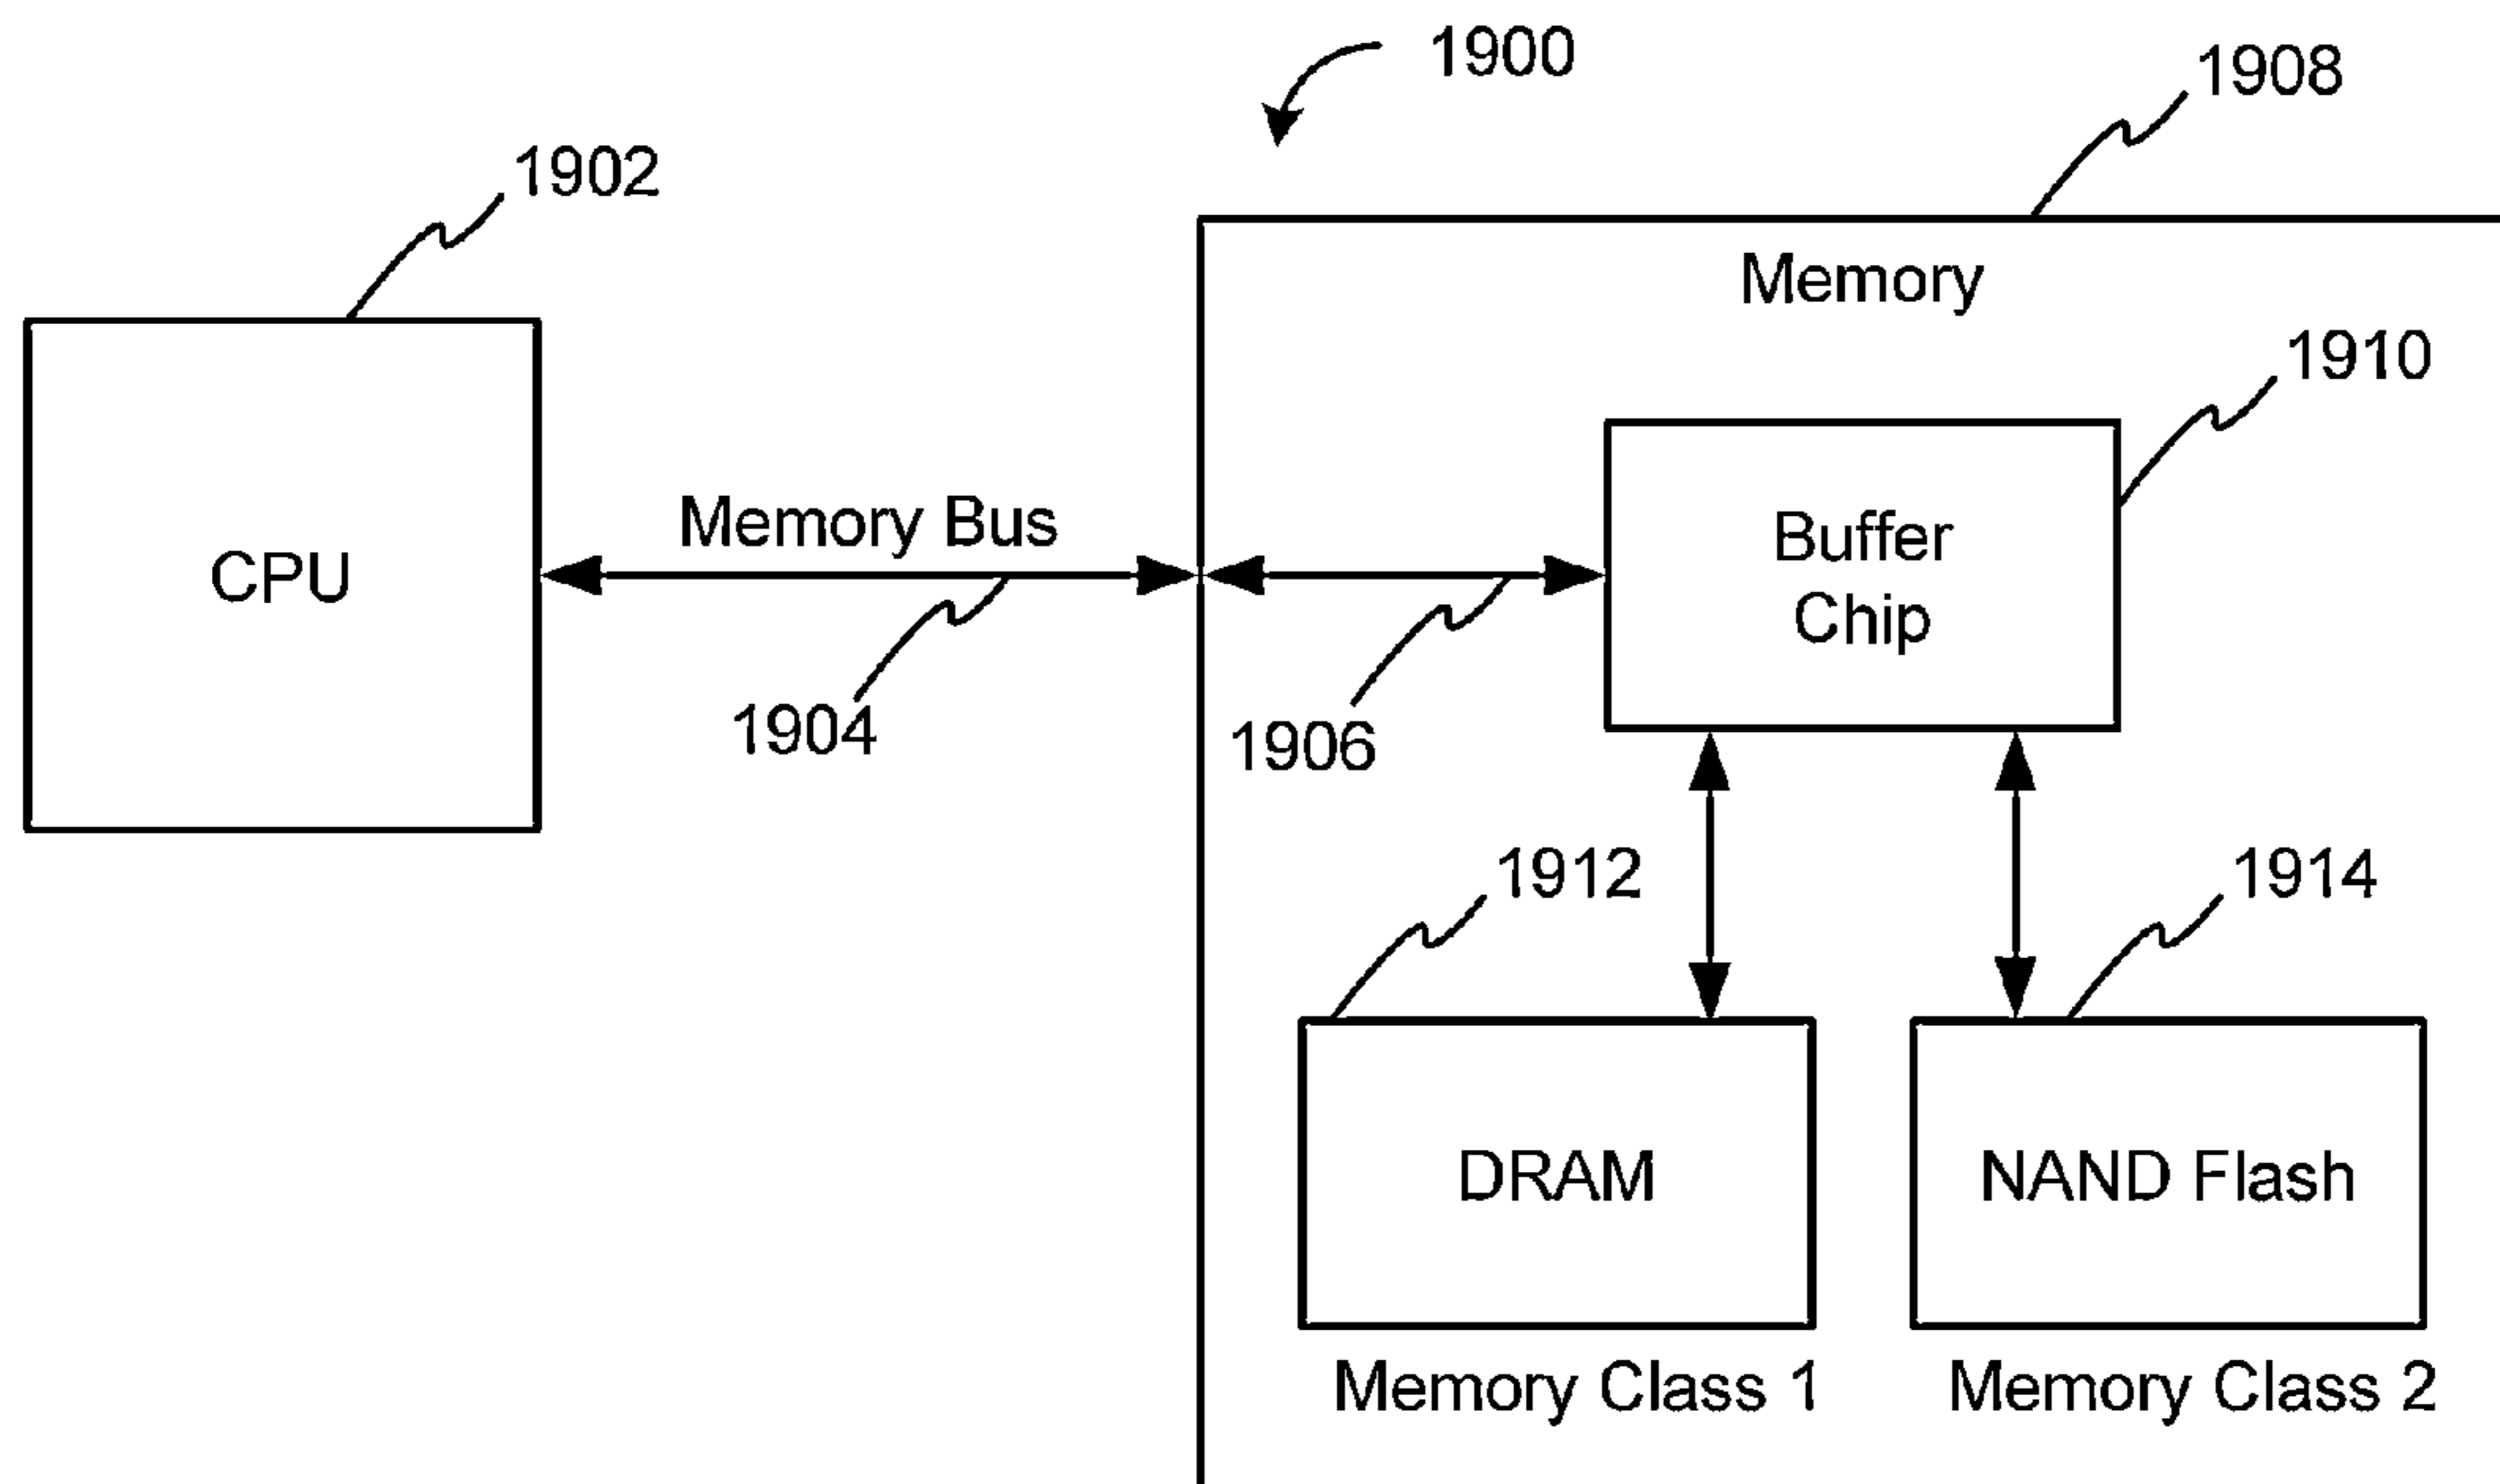 1900
1908
1902
Memory
1910
Memory Bus
Buffer
Chip
CPU
1904
1906
1912
1914
DRAM
NAND Flash
Memory Class 1
Memory Class 2